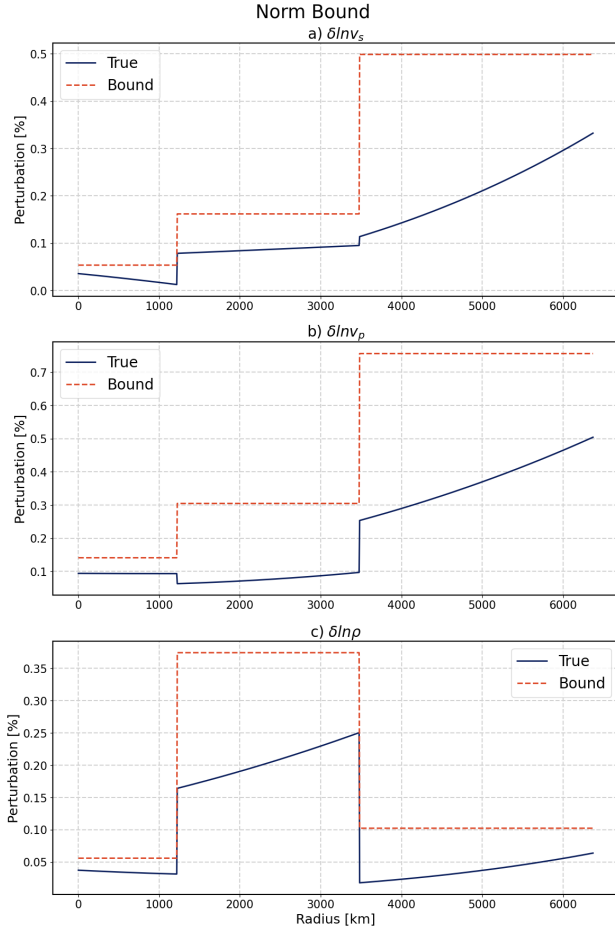 Norm Bound
a) δlnvₛ
True
Bound
Perturbation [%]
0.5
0.4
0.3
0.2
0.1
0.0
0 1000 2000 3000 4000 5000 6000
b) δlnvₚ
True
Bound
Perturbation [%]
0.7
0.6
0.5
0.4
0.3
0.2
0.1
0 1000 2000 3000 4000 5000 6000
c) δlnρ
True
Bound
Perturbation [%]
0.35
0.30
0.25
0.20
0.15
0.10
0.05
0 1000 2000 3000 4000 5000 6000
Radius [km]